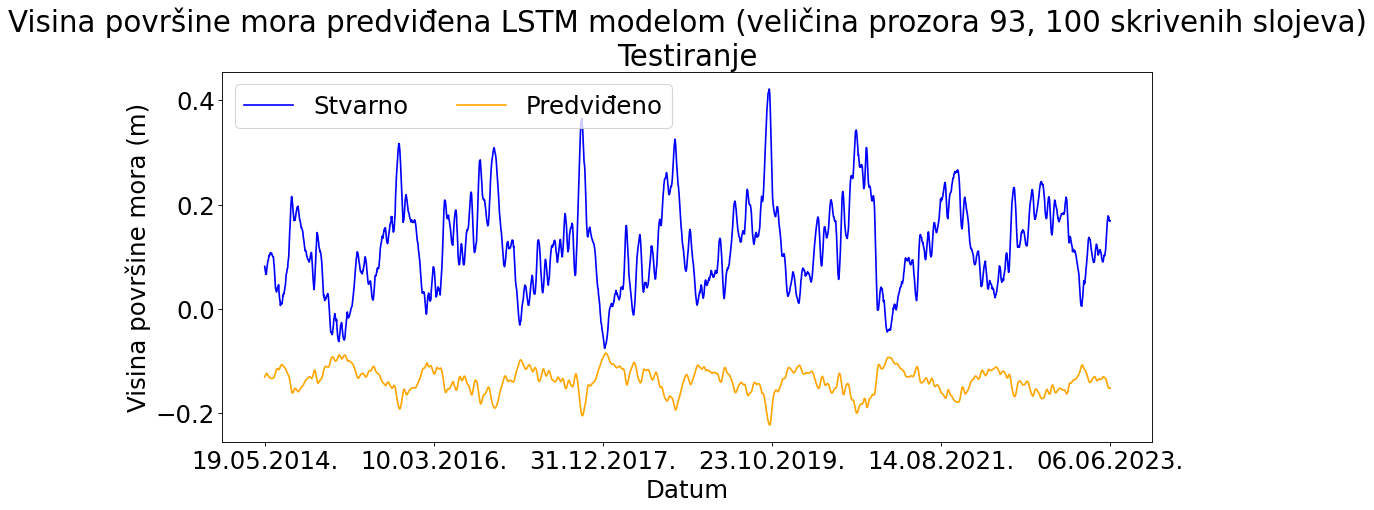 Visina površine mora predviđena LSTM modelom (veličina prozora 93, 100 skrivenih slojeva)
Testiranje
Stvarno Predviđeno
Visina površine mora (m)
0.4
0.2
0.0
−0.2
19.05.2014. 10.03.2016. 31.12.2017. 23.10.2019. 14.08.2021. 06.06.2023.
Datum